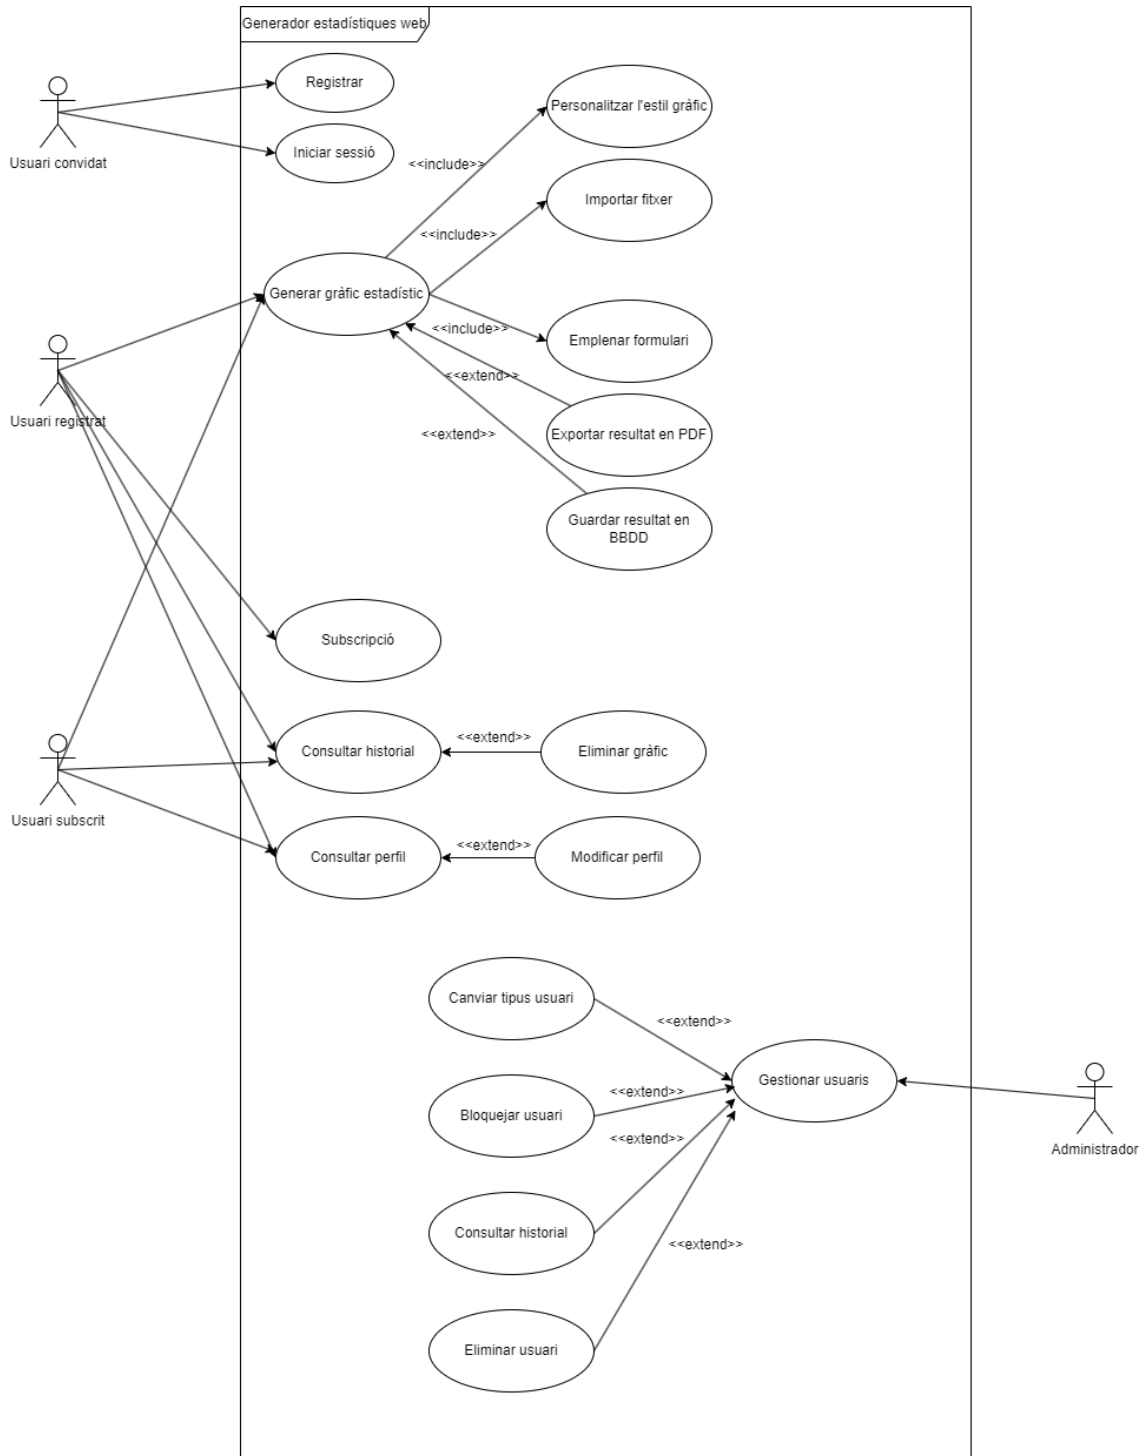 Generador estadístiques web
Registrar
Usuari convidat
Iniciar sessió
Personalitzar l'estil gràfic
<<include>>
Importar fitxer
<<include>>
Generar gràfic estadístic
<<include>>
Emplenar formulari
<<extend>>
Usuari registrat
<<extend>>
Exportar resultat en PDF
Guardar resultat en
BBDD
Subscripció
Consultar historial
<<extend>>
Eliminar gràfic
Usuari subscrit
Consultar perfil
<<extend>>
Modificar perfil
Canviar tipus usuari
<<extend>>
Gestionar usuaris
Bloquejar usuari
<<extend>>
<<extend>>
Administrador
Consultar historial
<<extend>>
Eliminar usuari